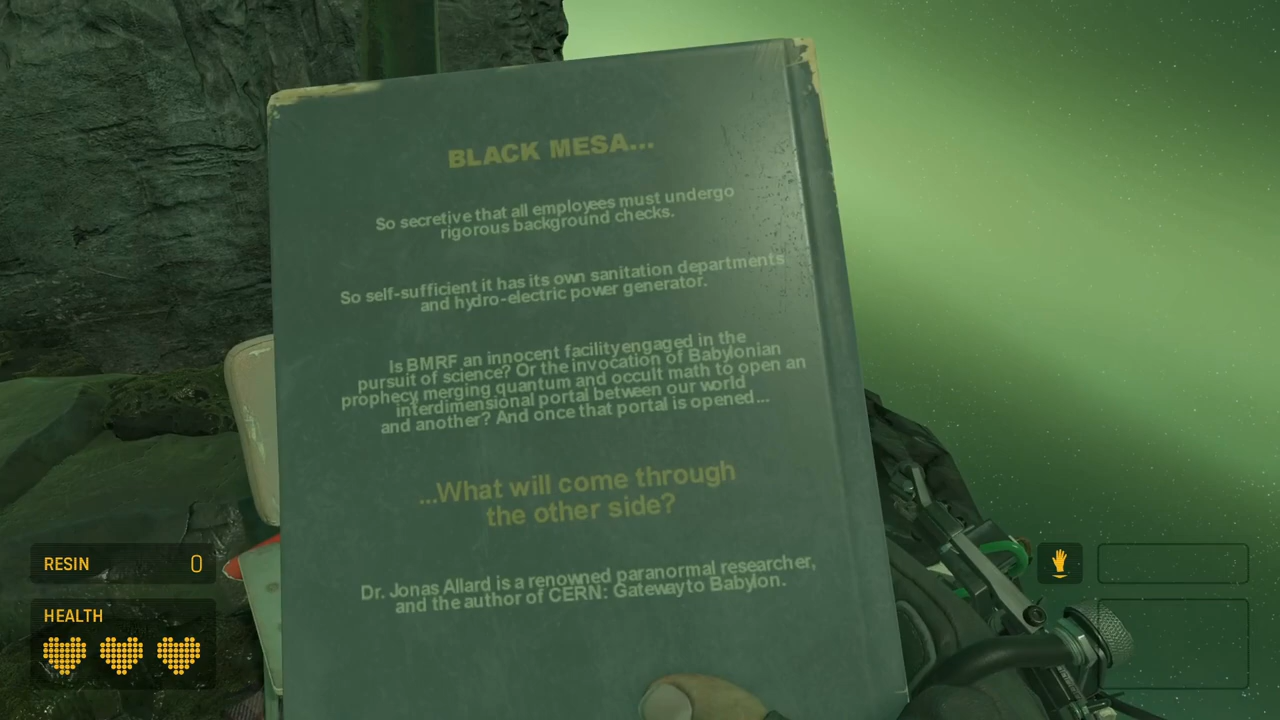 BLACK MESA...
So secretive that all employees must undergo
rigorous background checks.
So self-sufficient it has its own sanitation departments
and hydro-electric power generator.
Is BMRF an innocent facility engaged in the
pursuit of science? Or the invocation of Babylonian
prophecy, merging quantum and occult math to open an
interdimensional portal between our world
and another? And once that portal is opened...
...What will come through
the other side?
Dr. Jonas Allard is a renowned paranormal researcher,
and the author of CERN: Gateway to Babylon.
RESIN 0
HEALTH